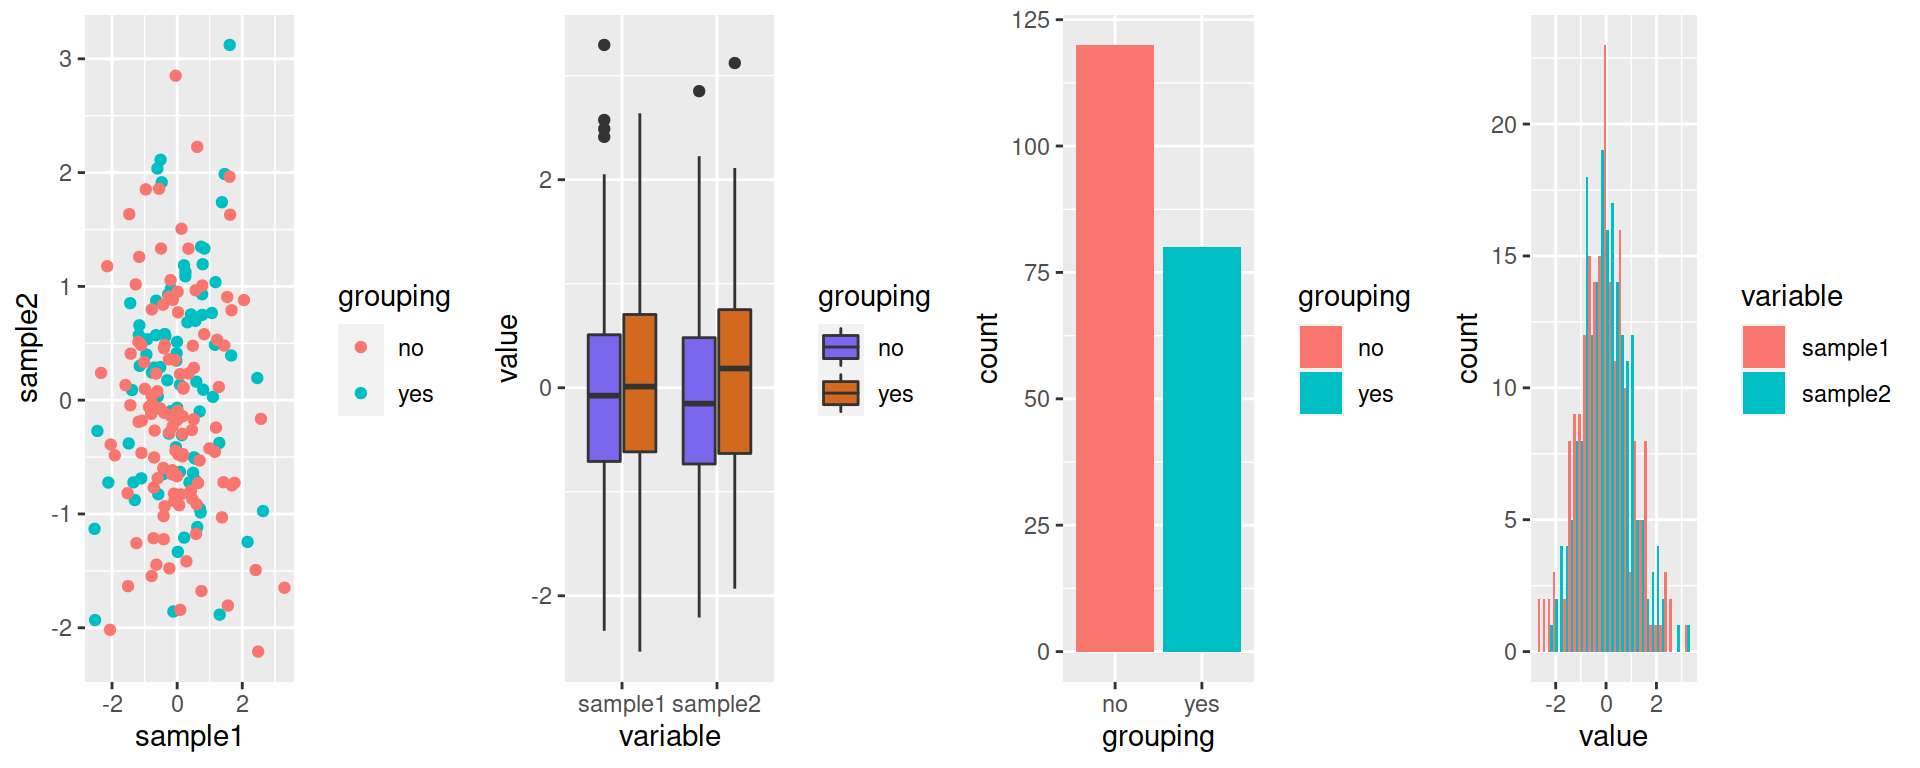 sample2
3
2
1
0
-1
-2
-2 0 2
sample1
grouping
no
yes
value
2
0
-2
sample1 sample2
variable
grouping
no
yes
count
125
100
75
50
25
0
no yes
grouping
grouping
no
yes
count
20
15
10
5
0
-2 0 2
value
variable
sample1
sample2